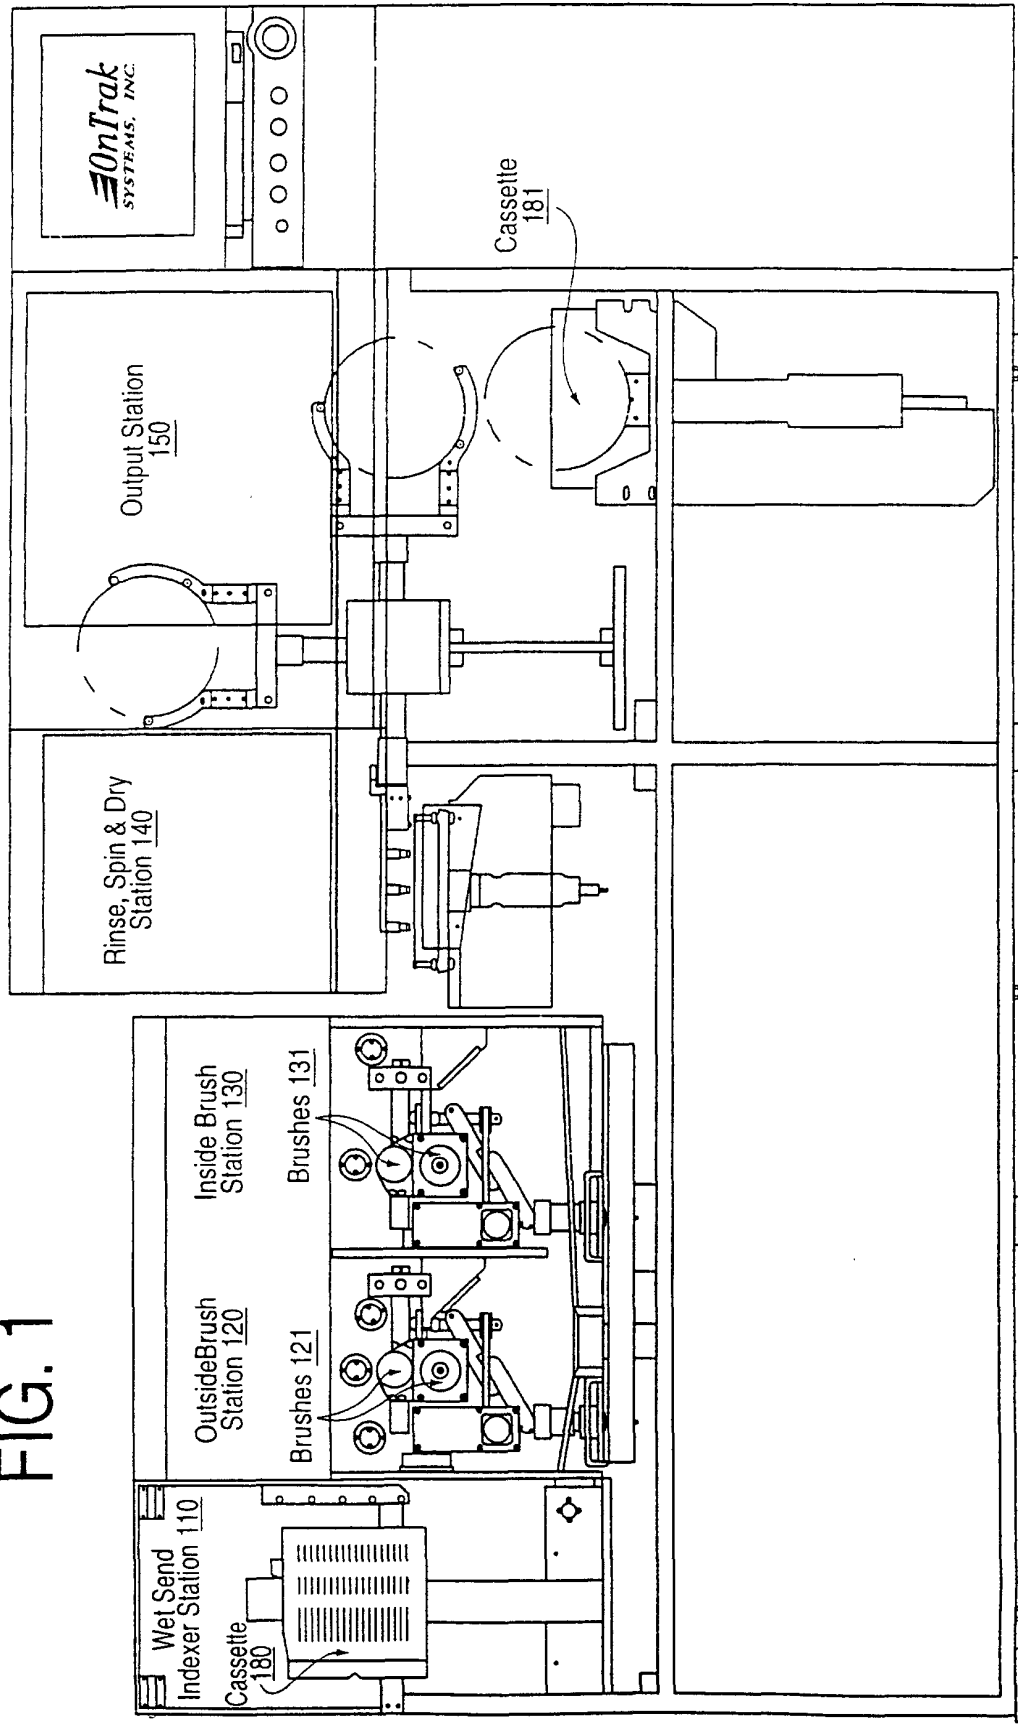 FIG. 1
Wet Send
Indexer Station 110
Cassette
180
OutsideBrush
Station 120
Brushes 121
Inside Brush
Station 130
Brushes 131
Rinse, Spin & Dry
Station 140
Output Station
150
Cassette
181
OnTrak
SYSTEMS, INC.